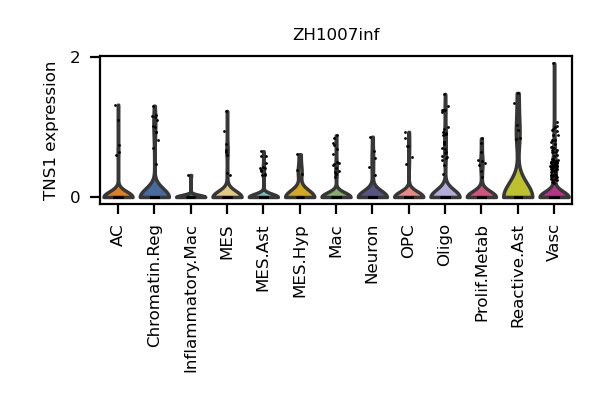 ZH1007inf
TNS1 expression
2
0
AC
Chromatin.Reg
Inflammatory.Mac
MES
MES.Ast
MES.Hyp
Mac
Neuron
OPC
Oligo
Prolif.Metab
Reactive.Ast
Vasc